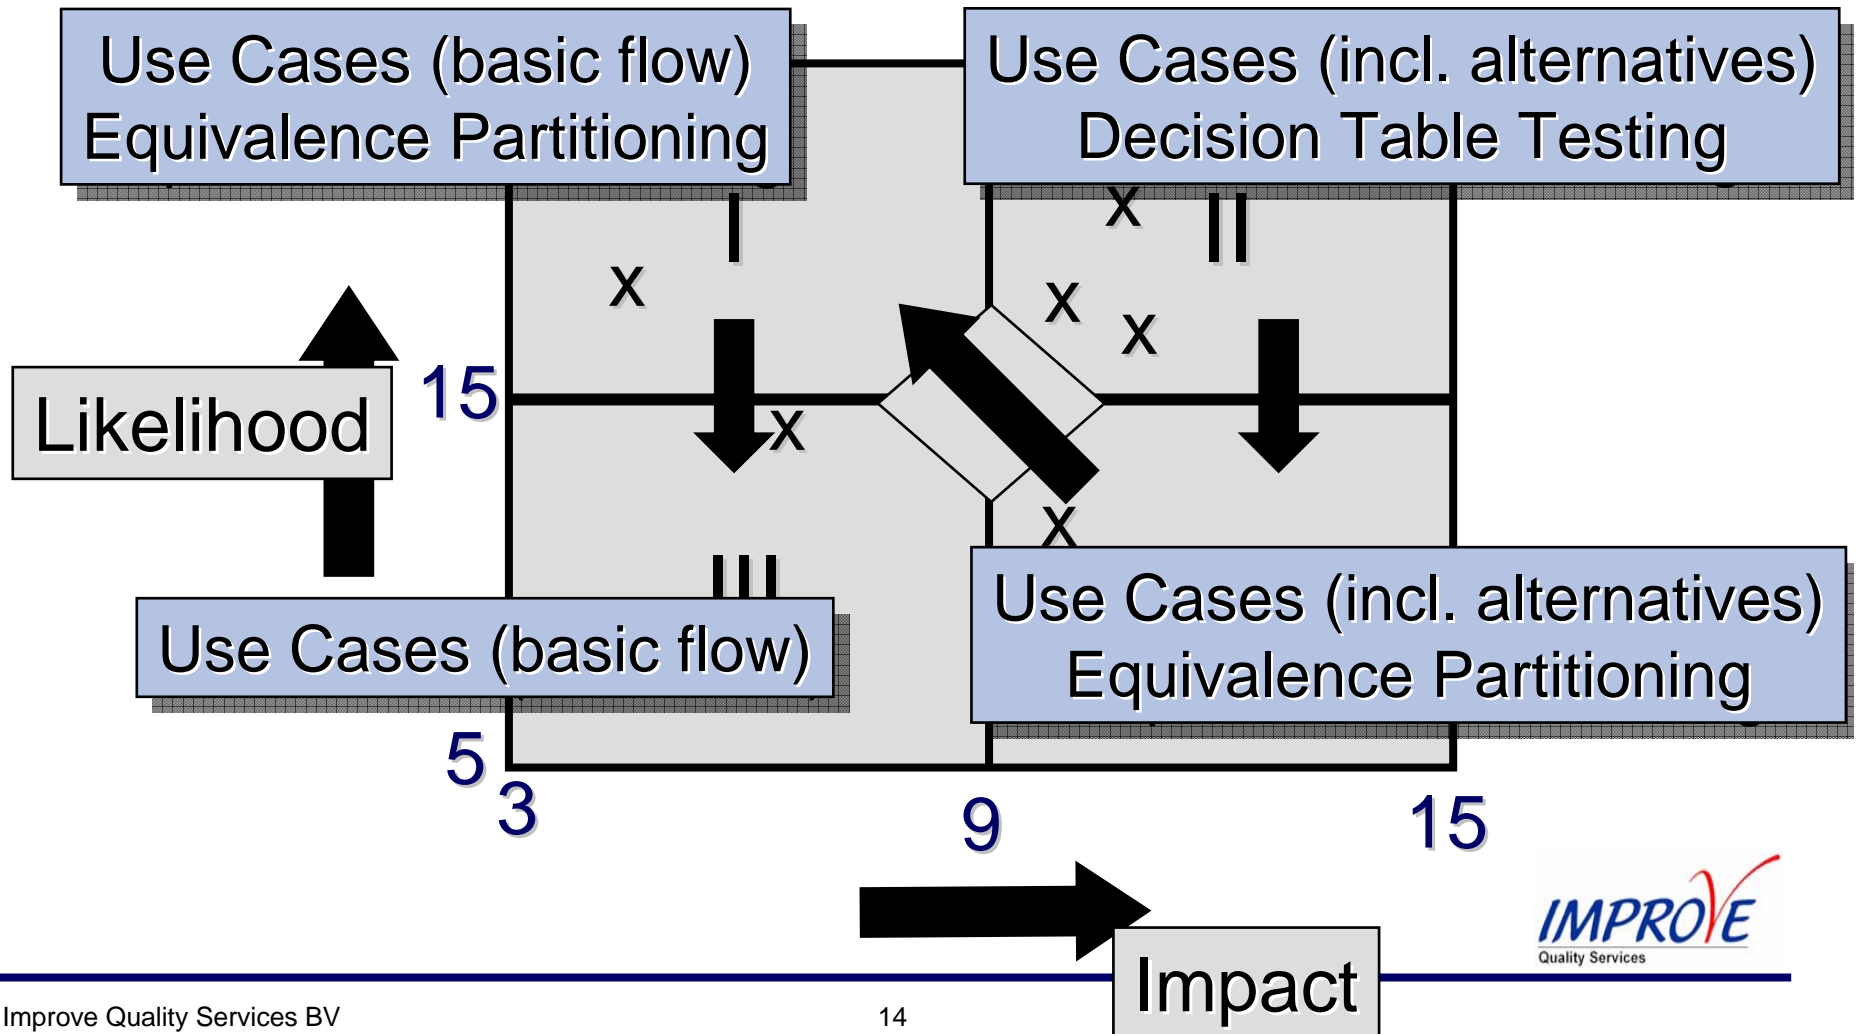 Use Cases (basic flow)
Equivalence Partitioning
Use Cases (incl. alternatives)
Decision Table Testing
I
II
x
x
x
x
15
Likelihood
x
x
III
Use Cases (basic flow)
Use Cases (incl. alternatives)
Equivalence Partitioning
5
3
9
15
IMPROVE
Quality Services
Impact
Improve Quality Services BV
14